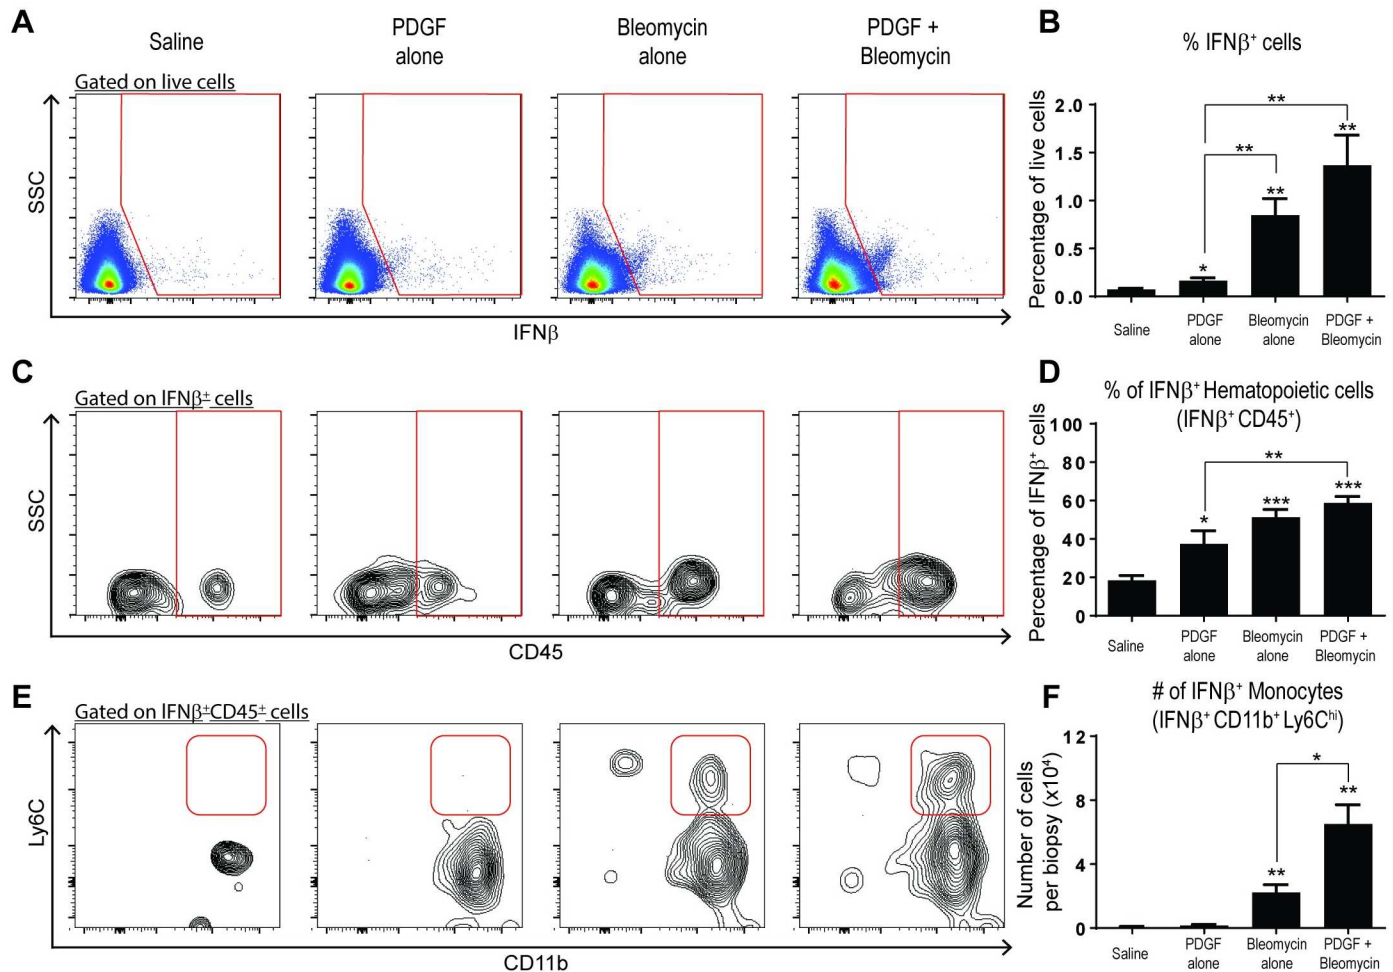 A
Saline
PDGF
alone
Bleomycin
alone
PDGF +
Bleomycin
Gated on live cells
SSC
IFNβ
B
% IFNβ⁺ cells
Percentage of live cells
2.0
1.5
1.0
0.5
0.0
**
**
**
**
*
Saline
PDGF
alone
Bleomycin
alone
PDGF +
Bleomycin
C
Gated on IFNβ± cells
SSC
CD45
D
% of IFNβ⁺ Hematopoietic cells
(IFNβ⁺ CD45⁺)
Percentage of IFNβ⁺ cells
100
80
60
40
20
0
**
***
***
*
Saline
PDGF
alone
Bleomycin
alone
PDGF +
Bleomycin
E
Gated on IFNβ±CD45± cells
Ly6C
CD11b
F
# of IFNβ⁺ Monocytes
(IFNβ⁺ CD11b⁺ Ly6Cʰⁱ)
Number of cells
per biopsy (x10⁴)
12
8
4
0
*
**
**
Saline
PDGF
alone
Bleomycin
alone
PDGF +
Bleomycin